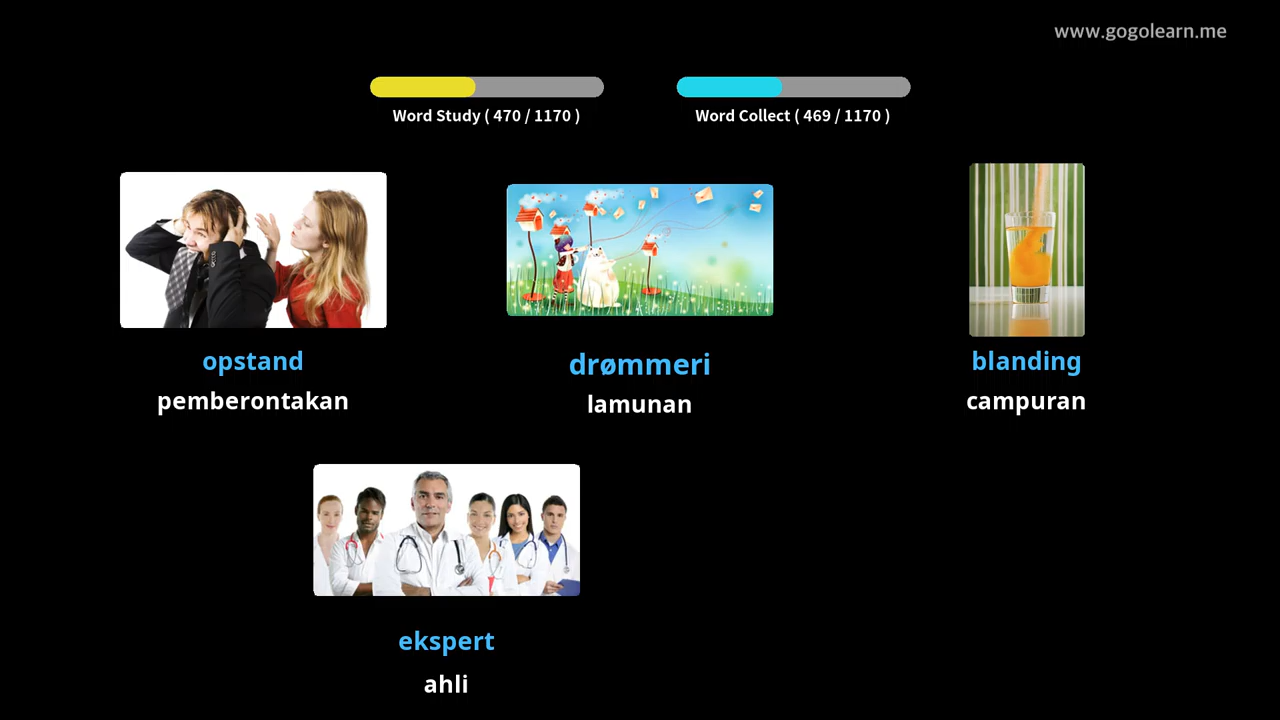 www.gogolearn.me
Word Study ( 470 / 1170 )
Word Collect ( 469 / 1170 )
opstand
drømmeri
blanding
pemberontakan
lamunan
campuran
ekspert
ahli